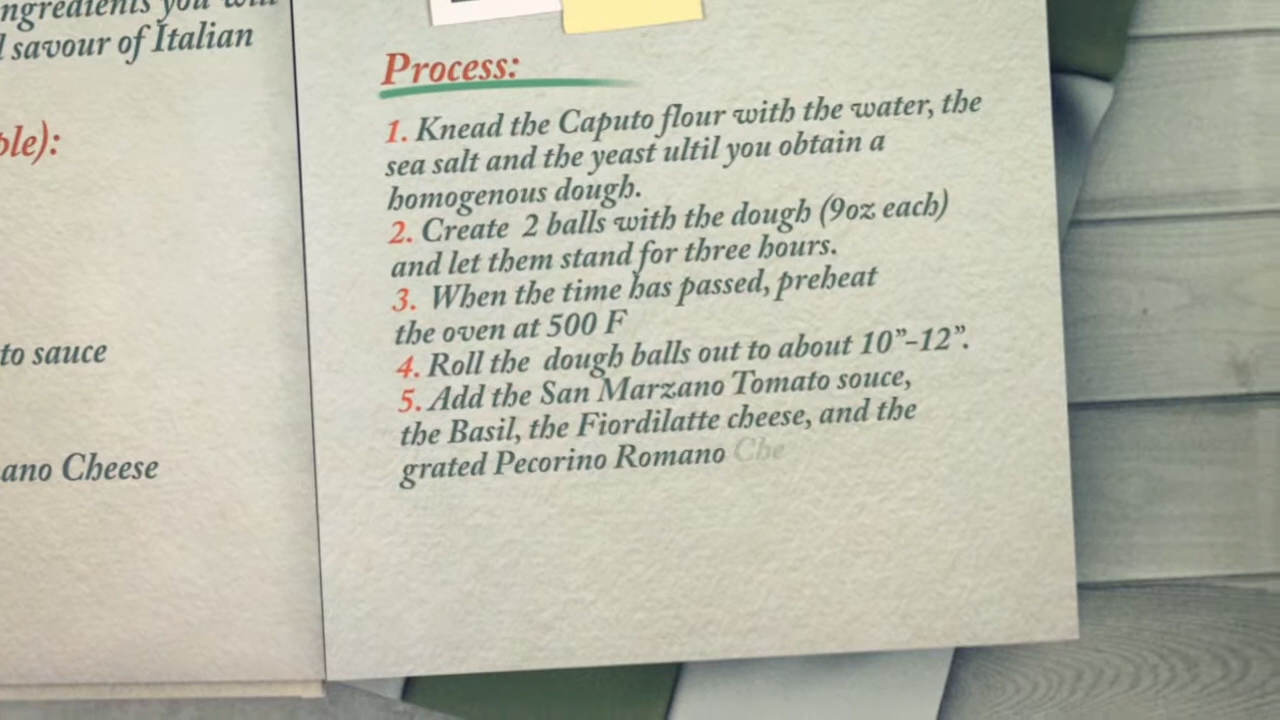 ngredients you will
savour of Italian
ble):
to sauce
ano Cheese
Process:
1. Knead the Caputo flour with the water, the
sea salt and the yeast ultil you obtain a
homogenous dough.
2. Create 2 balls with the dough (9oz each)
and let them stand for three hours.
3. When the time has passed, preheat
the oven at 500 F
4. Roll the dough balls out to about 10”-12”.
5. Add the San Marzano Tomato souce,
the Basil, the Fiordilatte cheese, and the
grated Pecorino Romano Che